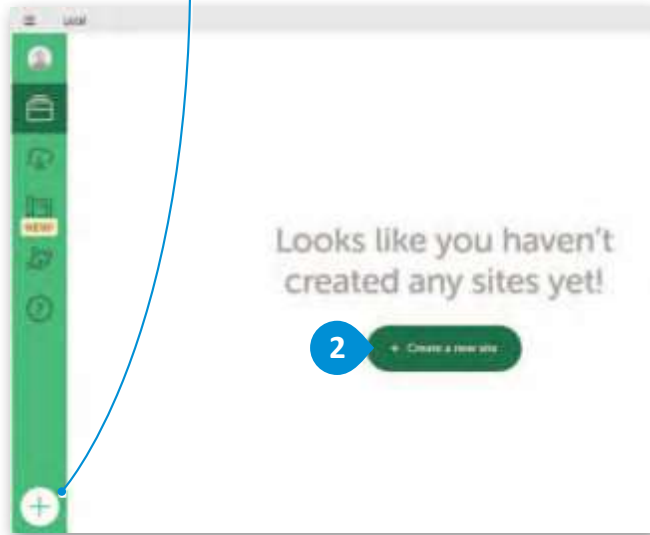 Local
NEW!
Looks like you haven't
created any sites yet!
2
+ Create a new site